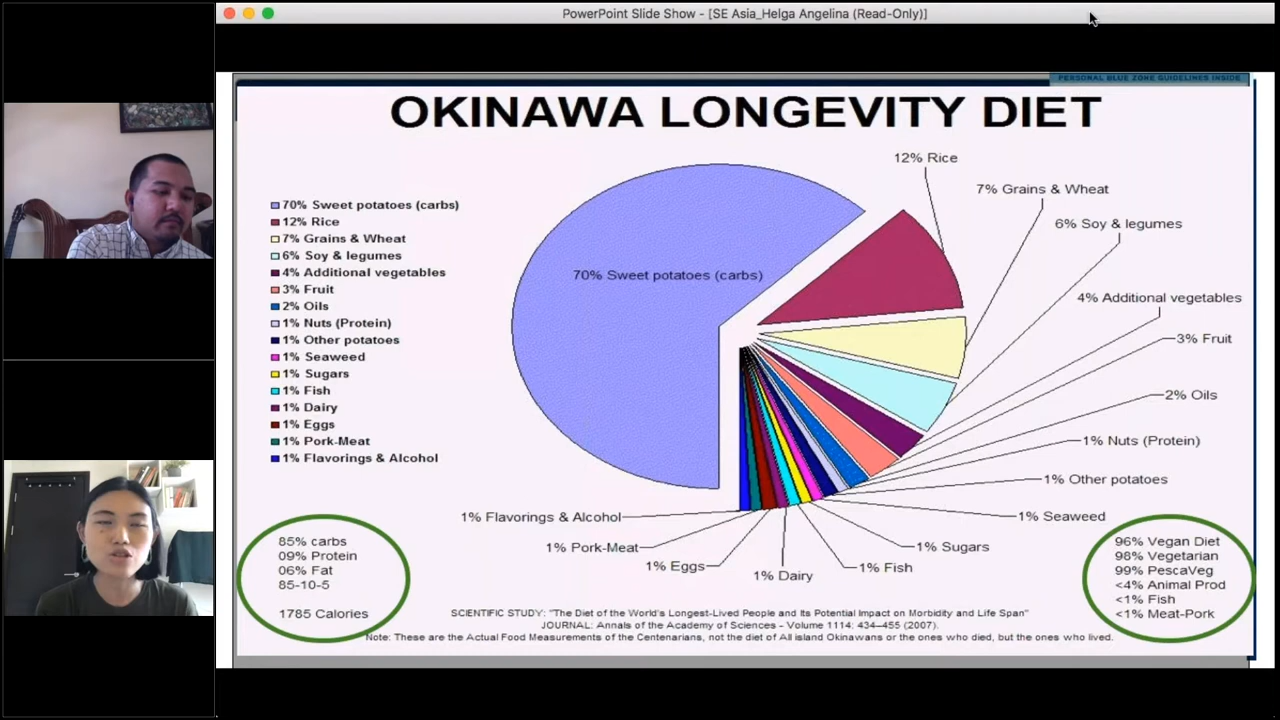 PowerPoint Slide Show - [SE Asia_Helga Angelina (Read-Only)]
PERSONAL BLUE ZONE GUIDELINES INSIDE
OKINAWA LONGEVITY DIET
70% Sweet potatoes (carbs)
12% Rice
7% Grains & Wheat
6% Soy & legumes
4% Additional vegetables
3% Fruit
2% Oils
1% Nuts (Protein)
1% Other potatoes
1% Seaweed
1% Sugars
1% Fish
1% Dairy
1% Eggs
1% Pork-Meat
1% Flavorings & Alcohol
70% Sweet potatoes (carbs)
12% Rice
7% Grains & Wheat
6% Soy & legumes
4% Additional vegetables
3% Fruit
2% Oils
1% Nuts (Protein)
1% Other potatoes
1% Seaweed
1% Sugars
1% Fish
1% Dairy
1% Eggs
1% Pork-Meat
1% Flavorings & Alcohol
85% carbs
09% Protein
06% Fat
85-10-5
1785 Calories
96% Vegan Diet
98% Vegetarian
99% PescaVeg
<4% Animal Prod
<1% Fish
<1% Meat-Pork
SCIENTIFIC STUDY: "The Diet of the World's Longest-Lived People and Its Potential Impact on Morbidity and Life Span"
JOURNAL: Annals of the Academy of Sciences - Volume 1114: 434–455 (2007).
Note: These are the Actual Food Measurements of the Centenarians, not the diet of All island Okinawans or the ones who died, but the ones who lived.